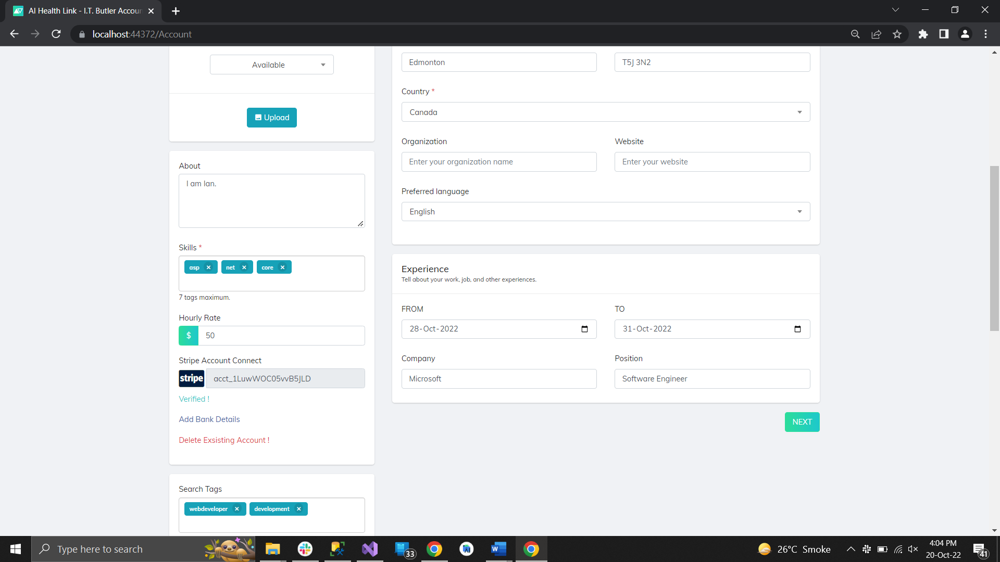 AI Health Link - I.T. Butler Accoun
localhost:44372/Account
Available
Upload
About
I am Ian.
Skills *
asp
net
core
7 tags maximum.
Hourly Rate
$ 50
Stripe Account Connect
stripe acct_1LuwWOC05vvB5JLD
Verified !
Add Bank Details
Delete Exsisting Account !
Search Tags
webdeveloper
development
Edmonton
T5J 3N2
Country *
Canada
Organization
Website
Enter your organization name
Enter your website
Preferred language
English
Experience
Tell about your work, job, and other experiences.
FROM
TO
28-Oct-2022
31-Oct-2022
Company
Position
Microsoft
Software Engineer
NEXT
Type here to search
33
W
26°C Smoke
4:04 PM
20-Oct-22
41